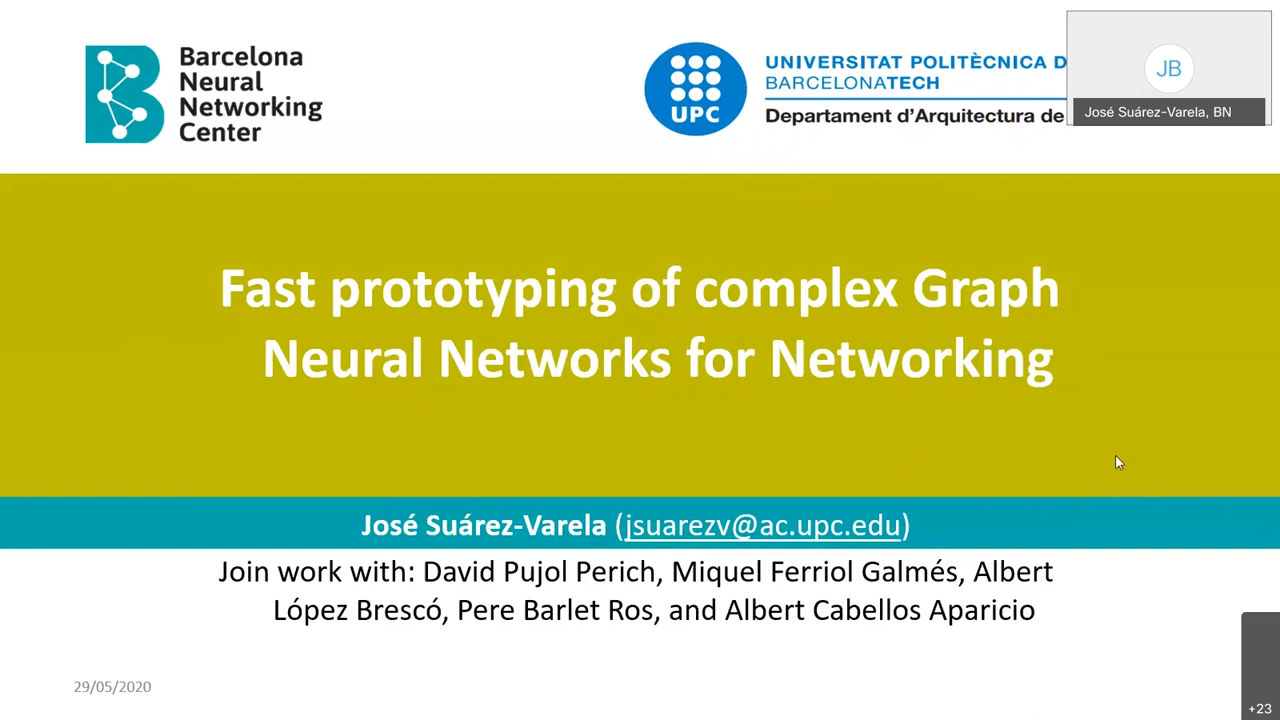 Barcelona
Neural
Networking
Center
UPC
UNIVERSITAT POLITÈCNICA D
BARCELONATECH
Departament d'Arquitectura de
JB
José Suárez-Varela, BN
Fast prototyping of complex Graph
Neural Networks for Networking
José Suárez-Varela (jsuarezv@ac.upc.edu)
Join work with: David Pujol Perich, Miquel Ferriol Galmés, Albert
López Brescó, Pere Barlet Ros, and Albert Cabellos Aparicio
29/05/2020
+23